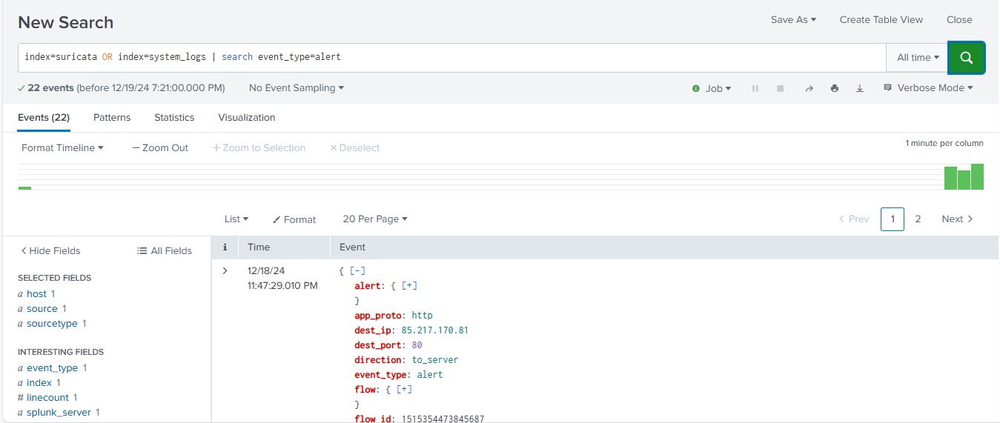 New Search
Save As
Create Table View
Close
index=suricata OR index=system_logs | search event_type=alert
All time
22 events (before 12/19/24 7:21:00.000 PM)
No Event Sampling
Job
Verbose Mode
Events (22)
Patterns
Statistics
Visualization
Format Timeline
— Zoom Out
+ Zoom to Selection
× Deselect
1 minute per column
List
Format
20 Per Page
< Prev
1
2
Next >
< Hide Fields
All Fields
i
Time
Event
SELECTED FIELDS
a host 1
a source 1
a sourcetype 1
INTERESTING FIELDS
a event_type 1
a index 1
# linecount 1
a splunk_server 1
>
12/18/24
11:47:29.010 PM
{ [-]
alert: { [+]
}
app_proto: http
dest_ip: 85.217.170.81
dest_port: 80
direction: to_server
event_type: alert
flow: { [+]
}
flow_id: 1515354473845687